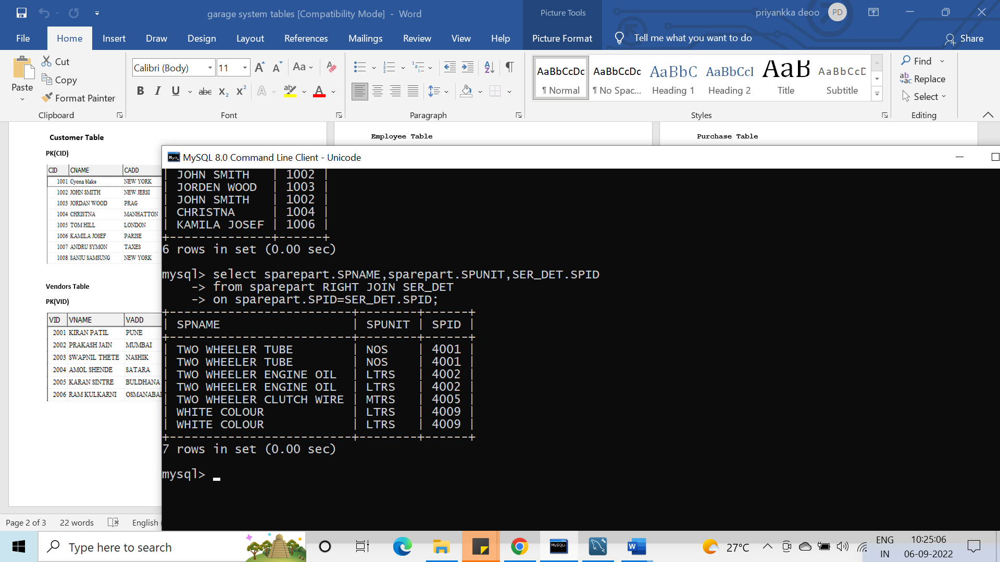 garage system tables [Compatibility Mode] - Word
Picture Tools
priyankka deoo
PD
File Home Insert Draw Design Layout References Mailings Review View Help Picture Format Tell me what you want to do Share
Paste
Cut
Copy
Format Painter
Clipboard
Calibri (Body) 11
Font
Paragraph
AaBbCcDc AaBbCcDc AaBbC AaBbCcI AaB AaBbCcD
¶ Normal ¶ No Spac... Heading 1 Heading 2 Title Subtitle
Styles
Find
Replace
Select
Editing
Customer Table
PK(CID)
CID CNAME CADD
1001 Cyona blake NEW YORK
1002 JOHN SMITH NEW JERSI
1003 JORDAN WOOD PRAG
1004 CHRISTNA MANHATTON
1005 TOM HILL LONDON
1006 KAMILA JOSEF PARISE
1007 ANDRU SYMON TAXES
1008 SANJU SAMSUNG NEW YORK
Vendors Table
PK(VID)
VID VNAME VADD
2001 KIRAN PATIL PUNE
2002 PRAKASH JAIN MUMBAI
2003 SWAPNIL THETE NASHIK
2004 AMOL SHENDE SATARA
2005 KARAN SINTRE BULDHANA
2006 RAM KULKARNI OSMANABA
Employee Table
Purchase Table
MySQL 8.0 Command Line Client - Unicode
| JOHN SMITH | 1002 |
| JORDEN WOOD | 1003 |
| JOHN SMITH | 1002 |
| CHRISTNA | 1004 |
| KAMILA JOSEF | 1006 |
+--------------+------+
6 rows in set (0.00 sec)
mysql> select sparepart.SPNAME,sparepart.SPUNIT,SER_DET.SPID
-> from sparepart RIGHT JOIN SER_DET
-> on sparepart.SPID=SER_DET.SPID;
+-------------------------+--------+------+
| SPNAME | SPUNIT | SPID |
+-------------------------+--------+------+
| TWO WHEELER TUBE | NOS | 4001 |
| TWO WHEELER TUBE | NOS | 4001 |
| TWO WHEELER ENGINE OIL | LTRS | 4002 |
| TWO WHEELER ENGINE OIL | LTRS | 4002 |
| TWO WHEELER CLUTCH WIRE | MTRS | 4005 |
| WHITE COLOUR | LTRS | 4009 |
| WHITE COLOUR | LTRS | 4009 |
+-------------------------+--------+------+
7 rows in set (0.00 sec)
mysql>
Page 2 of 3 22 words English
Type here to search
27°C
ENG
IN
10:25:06
06-09-2022